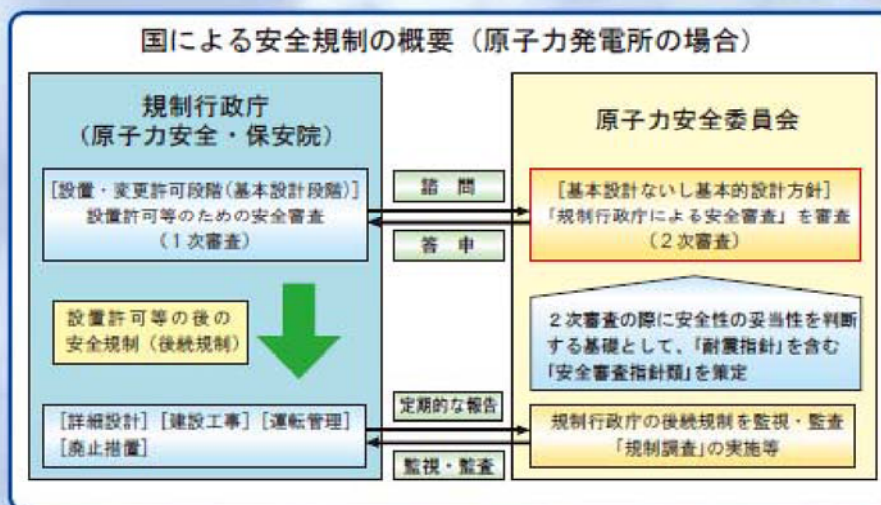 国による安全規制の概要（原子力発電所の場合）
規制行政庁
（原子力安全・保安院）
［設置・変更許可段階（基本設計段階）］
設置許可等のための安全審査
（１次審査）
設置許可等の後の
安全規制（後続規制）
［詳細設計］［建設工事］［運転管理］
［廃止措置］
諮問
答申
定期的な報告
監視・監査
原子力安全委員会
［基本設計ないし基本的設計方針］
「規制行政庁による安全審査」を審査
（２次審査）
２次審査の際に安全性の妥当性を判断
する基礎として、「耐震指針」を含む
「安全審査指針類」を策定
規制行政庁の後続規制を監視・監査
「規制調査」の実施等